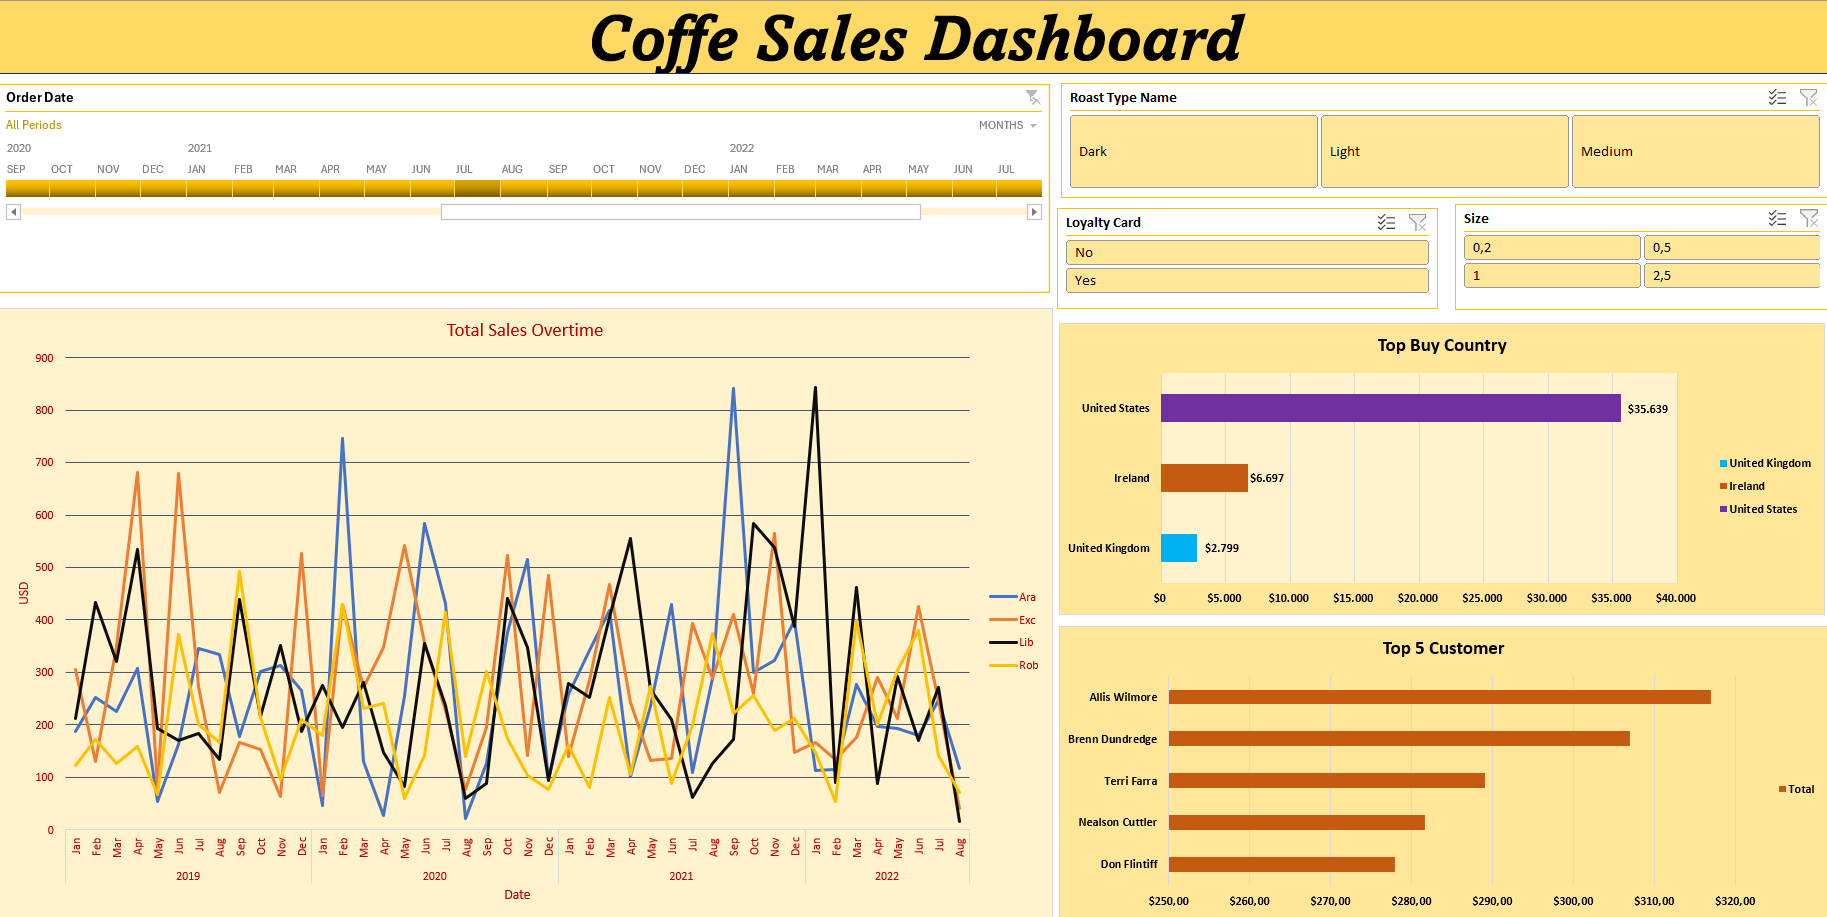 Coffe Sales Dashboard
Order Date
All Periods
MONTHS
2020 2021 2022
SEP OCT NOV DEC JAN FEB MAR APR MAY JUN JUL AUG SEP OCT NOV DEC JAN FEB MAR APR MAY JUN JUL
Roast Type Name
Dark Light Medium
Loyalty Card
No
Yes
Size
0,2 0,5
1 2,5
Total Sales Overtime
900
800
700
600
500
400
300
200
100
0
USD
Jan Feb Mar Apr May Jun Jul Aug Sep Oct Nov Dec Jan Feb Mar Apr May Jun Jul Aug Sep Oct Nov Dec Jan Feb Mar Apr May Jun Jul Aug Sep Oct Nov Dec Jan Feb Mar Apr May Jun Jul Aug
2019 2020 2021 2022
Date
Ara
Exc
Lib
Rob
Top Buy Country
United States $35.639
Ireland $6.697
United Kingdom $2.799
$0 $5.000 $10.000 $15.000 $20.000 $25.000 $30.000 $35.000 $40.000
United Kingdom
Ireland
United States
Top 5 Customer
Allis Wilmore
Brenn Dundredge
Terri Farra
Nealson Cuttler
Don Flintiff
$250,00 $260,00 $270,00 $280,00 $290,00 $300,00 $310,00 $320,00
Total